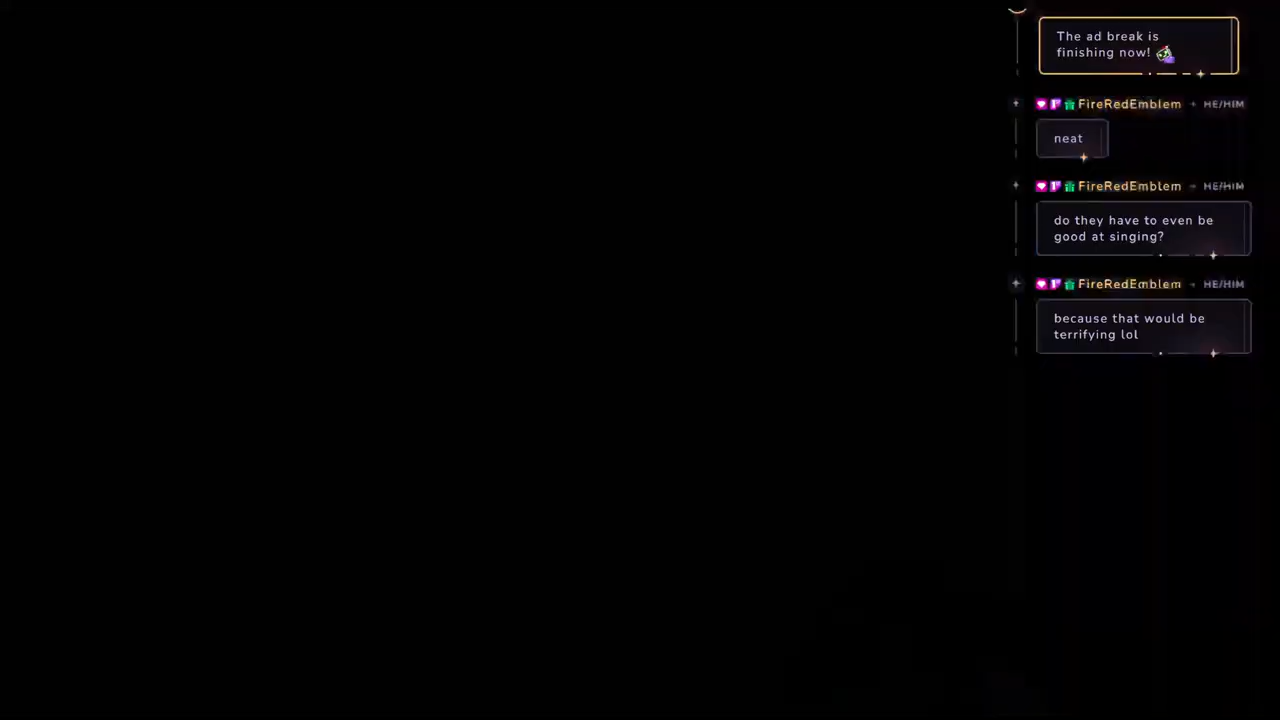 The ad break is
finishing now!
FireRedEmblem HE/HIM
neat
FireRedEmblem HE/HIM
do they have to even be
good at singing?
FireRedEmblem HE/HIM
because that would be
terrifying lol